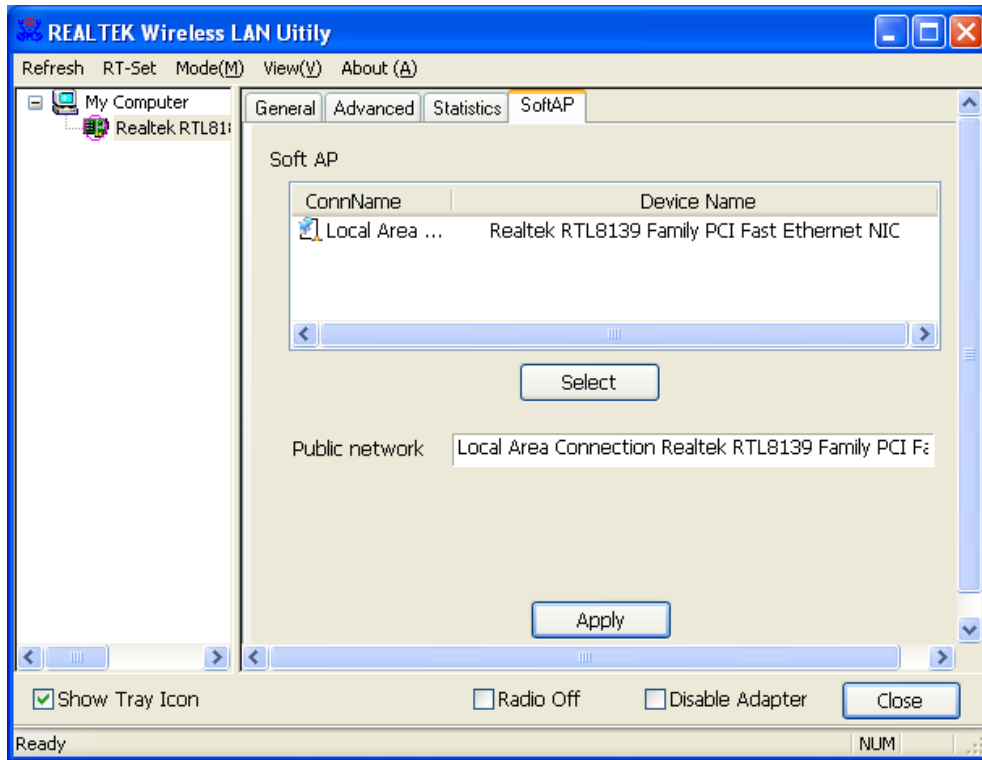 REALTEK Wireless LAN Uitily
Refresh RT-Set Mode(M) View(V) About (A)
My Computer
Realtek RTL818
General Advanced Statistics SoftAP
Soft AP
ConnName Device Name
Local Area ... Realtek RTL8139 Family PCI Fast Ethernet NIC
Select
Public network Local Area Connection Realtek RTL8139 Family PCI Fa
Apply
Show Tray Icon Radio Off Disable Adapter Close
Ready NUM